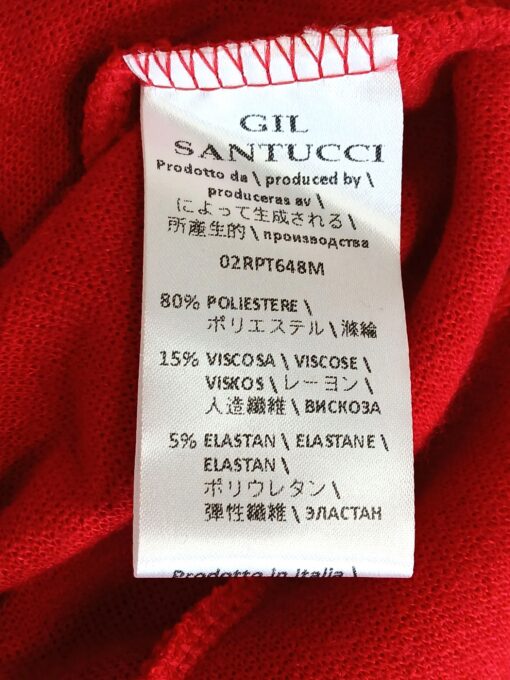 GIL
SANTUCCI
Prodotto da \ produced by \
produceras av \
によって生成される \
所產生的 \ производства
02RPT648M
80% POLIESTERE \
ポリエステル \ 滌綸
15% VISCOSA \ VISCOSE \
VISKOS \ レーヨン \
人造纖維 \ ВИСКОЗА
5% ELASTAN \ ELASTANE \
ELASTAN \
ポリウレタン \
彈性纖維 \ ЭЛАСТАН
Prodotto in Italia \